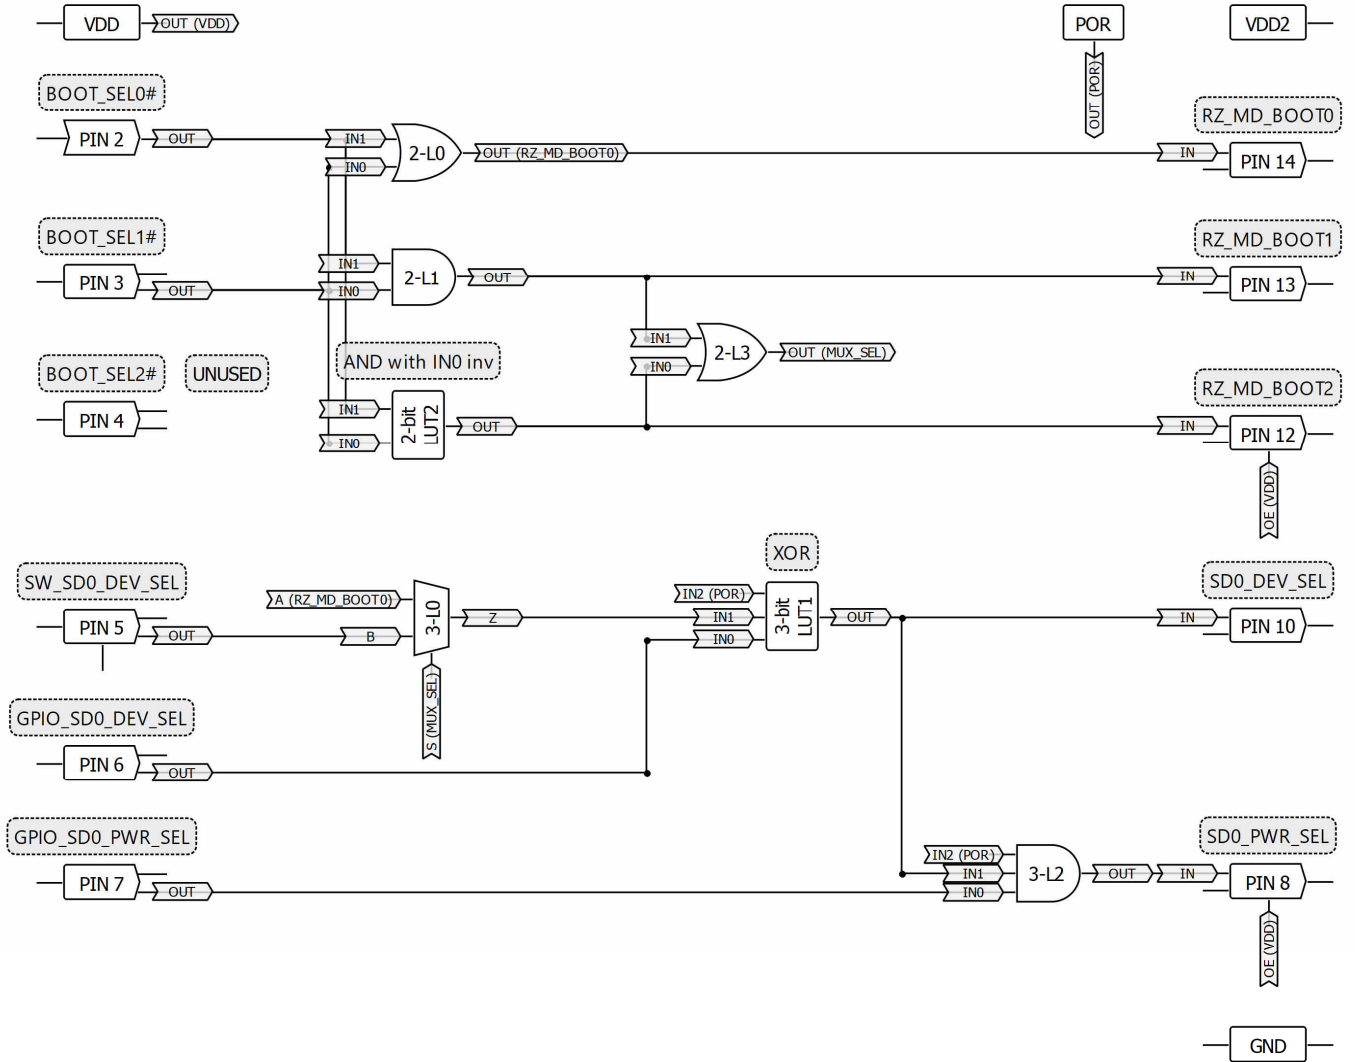 VDD
OUT (VDD)
POR
OUT (POR)
VDD2
BOOT_SEL0#
PIN 2
OUT
IN1
IN0
2-L0
OUT (RZ_MD_BOOT0)
RZ_MD_BOOT0
IN
PIN 14
BOOT_SEL1#
PIN 3
OUT
IN1
IN0
2-L1
OUT
RZ_MD_BOOT1
IN
PIN 13
IN1
IN0
2-L3
OUT (MUX_SEL)
BOOT_SEL2#
UNUSED
PIN 4
AND with IN0 inv
IN1
IN0
2-bit
LUT2
OUT
RZ_MD_BOOT2
IN
PIN 12
OE (VDD)
SW_SD0_DEV_SEL
PIN 5
OUT
A (RZ_MD_BOOT0)
B
3-L0
S (MUX_SEL)
Z
XOR
IN2 (POR)
IN1
IN0
3-bit
LUT1
OUT
SD0_DEV_SEL
IN
PIN 10
GPIO_SD0_DEV_SEL
PIN 6
OUT
GPIO_SD0_PWR_SEL
PIN 7
OUT
IN2 (POR)
IN1
IN0
3-L2
OUT
IN
SD0_PWR_SEL
PIN 8
OE (VDD)
GND